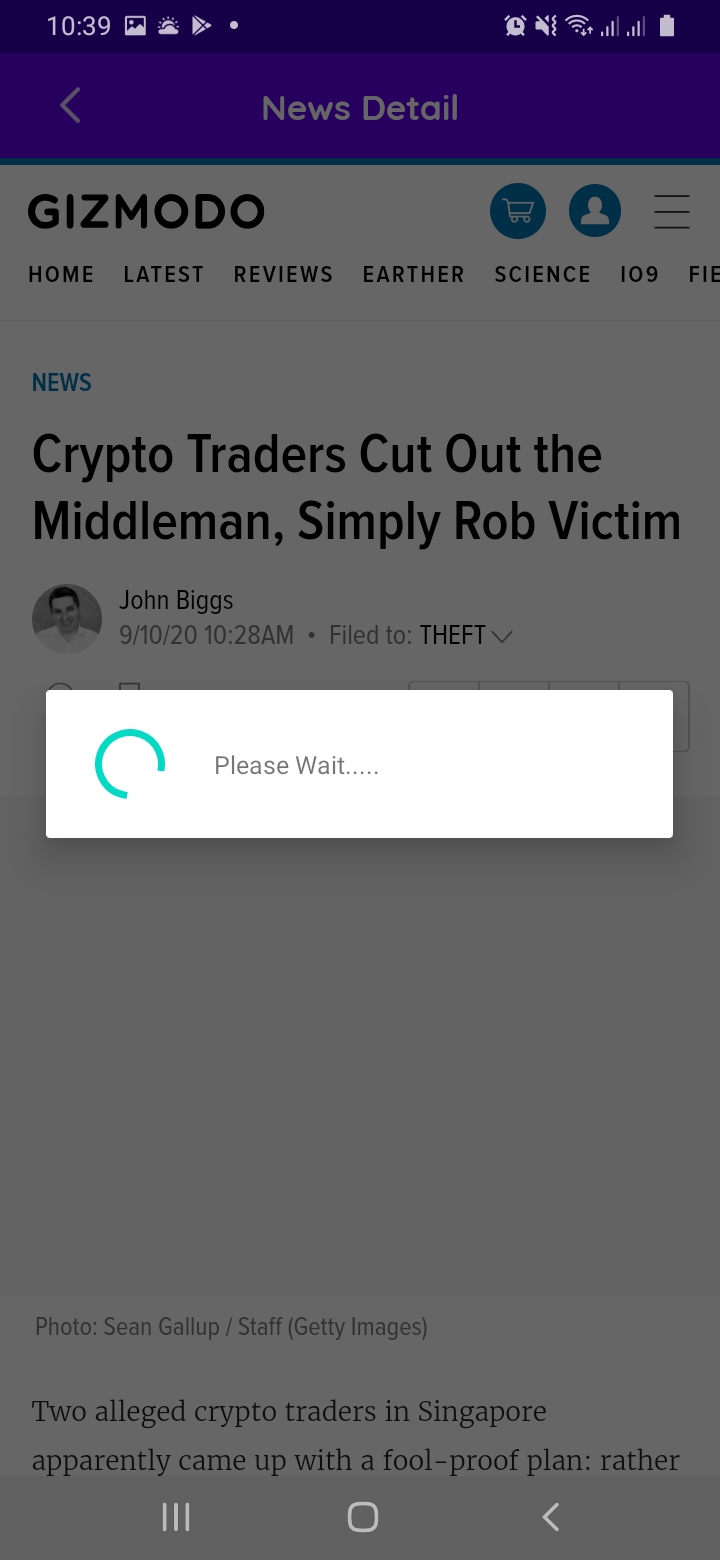 10:39
News Detail
GIZMODO
HOME LATEST REVIEWS EARTHER SCIENCE IO9 FIE
NEWS
Crypto Traders Cut Out the
Middleman, Simply Rob Victim
John Biggs
9/10/20 10:28AM • Filed to: THEFT
Please Wait.....
Photo: Sean Gallup / Staff (Getty Images)
Two alleged crypto traders in Singapore
apparently came up with a fool-proof plan: rather